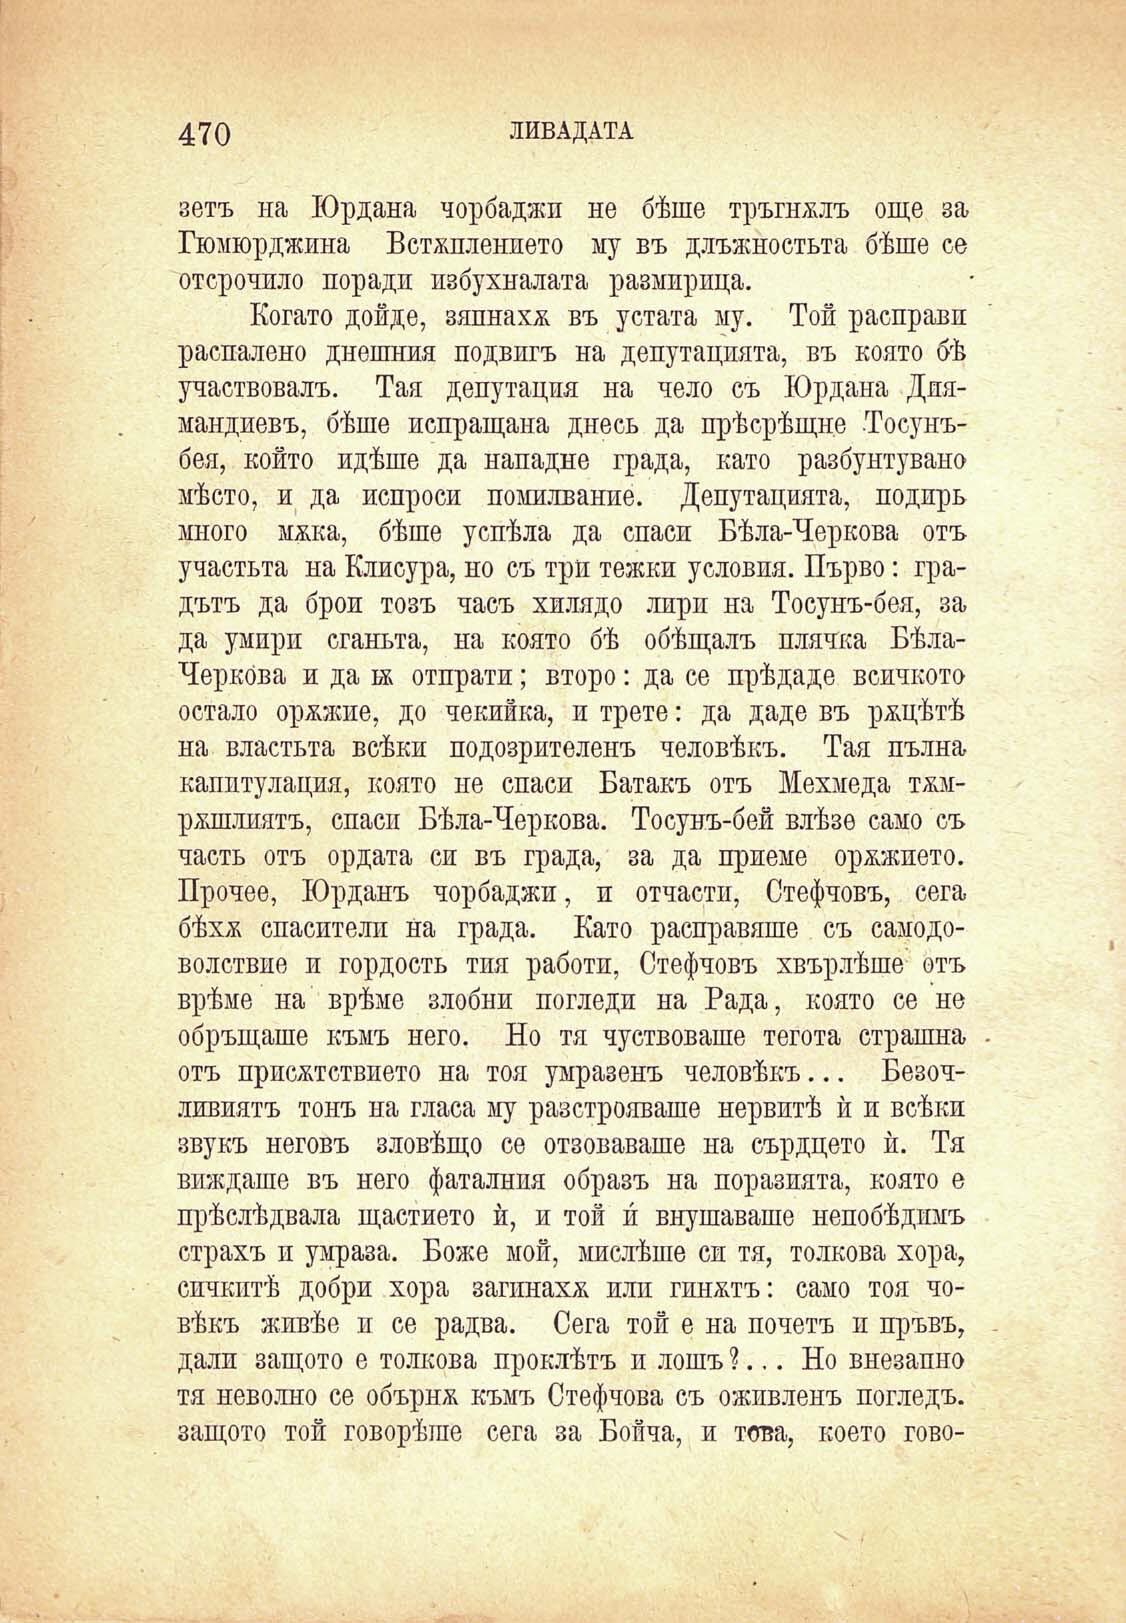 470 ЛИВАДАТА
зетъ на Юрдана чорбаджи не бѣше тръгнѫлъ още за
Гюмюрджина Встѫплението му въ длъжностьта бѣше се
отсрочило поради избухналата размирица.
Когато дойде, зяпнахѫ въ устата му. Той расправи
распалено днешния подвигъ на депутацията, въ която бѣ
участвовалъ. Тая депутация на чело съ Юрдана Дия-
мандиевъ, бѣше испращана днесь да прѣсрѣщне Тосунъ-
бея, който идѣше да нападне града, като разбунтувано
мѣсто, и да испроси помилвание. Депутацията, подирь
много мѫка, бѣше успѣла да спаси Бѣла-Черкова отъ
участьта на Клисура, но съ три тежки условия. Първо: гра-
дътъ да брои тозъ часъ хилядо лири на Тосунъ-бея, за
да умири сганьта, на която бѣ обѣщалъ плячка Бѣла-
Черкова и да ѭ отпрати; второ: да се прѣдаде всичкото
остало орѫжие, до чекийка, и трете: да даде въ рѫцѣтѣ
на властьта всѣки подозрителенъ человѣкъ. Тая пълна
капитулация, която не спаси Батакъ отъ Мехмеда тѫм-
рѫшлиятъ, спаси Бѣла-Черкова. Тосунъ-бей влѣзе само съ
часть отъ ордата си въ града, за да приеме орѫжието.
Прочее, Юрданъ чорбаджи, и отчасти, Стефчовъ, сега
бѣхѫ спасители на града. Като расправяше съ самодо-
волствие и гордость тия работи, Стефчовъ хвърлѣше отъ
врѣме на врѣме злобни погледи на Рада, която се не
обръщаше къмъ него. Но тя чуствоваше тегота страшна
отъ присѫтствието на тоя умразенъ человѣкъ... Безоч-
ливиятъ тонъ на гласа му разстрояваше нервитѣ ѝ и всѣки
звукъ неговъ зловѣщо се отзоваваше на сърдцето ѝ. Тя
виждаше въ него фаталния образъ на поразията, която е
прѣслѣдвала щастието ѝ, и той ѝ внушаваше непобѣдимъ
страхъ и умраза. Боже мой, мислѣше си тя, толкова хора,
сичкитѣ добри хора загинахѫ или гинѫтъ: само тоя чо-
вѣкъ живѣе и се радва. Сега той е на почетъ и пръвъ,
дали защото е толкова проклѣтъ и лошъ?... Но внезапно
тя неволно се обърнѫ къмъ Стефчова съ оживленъ погледъ.
защото той говорѣше сега за Бойча, и това, което гово-